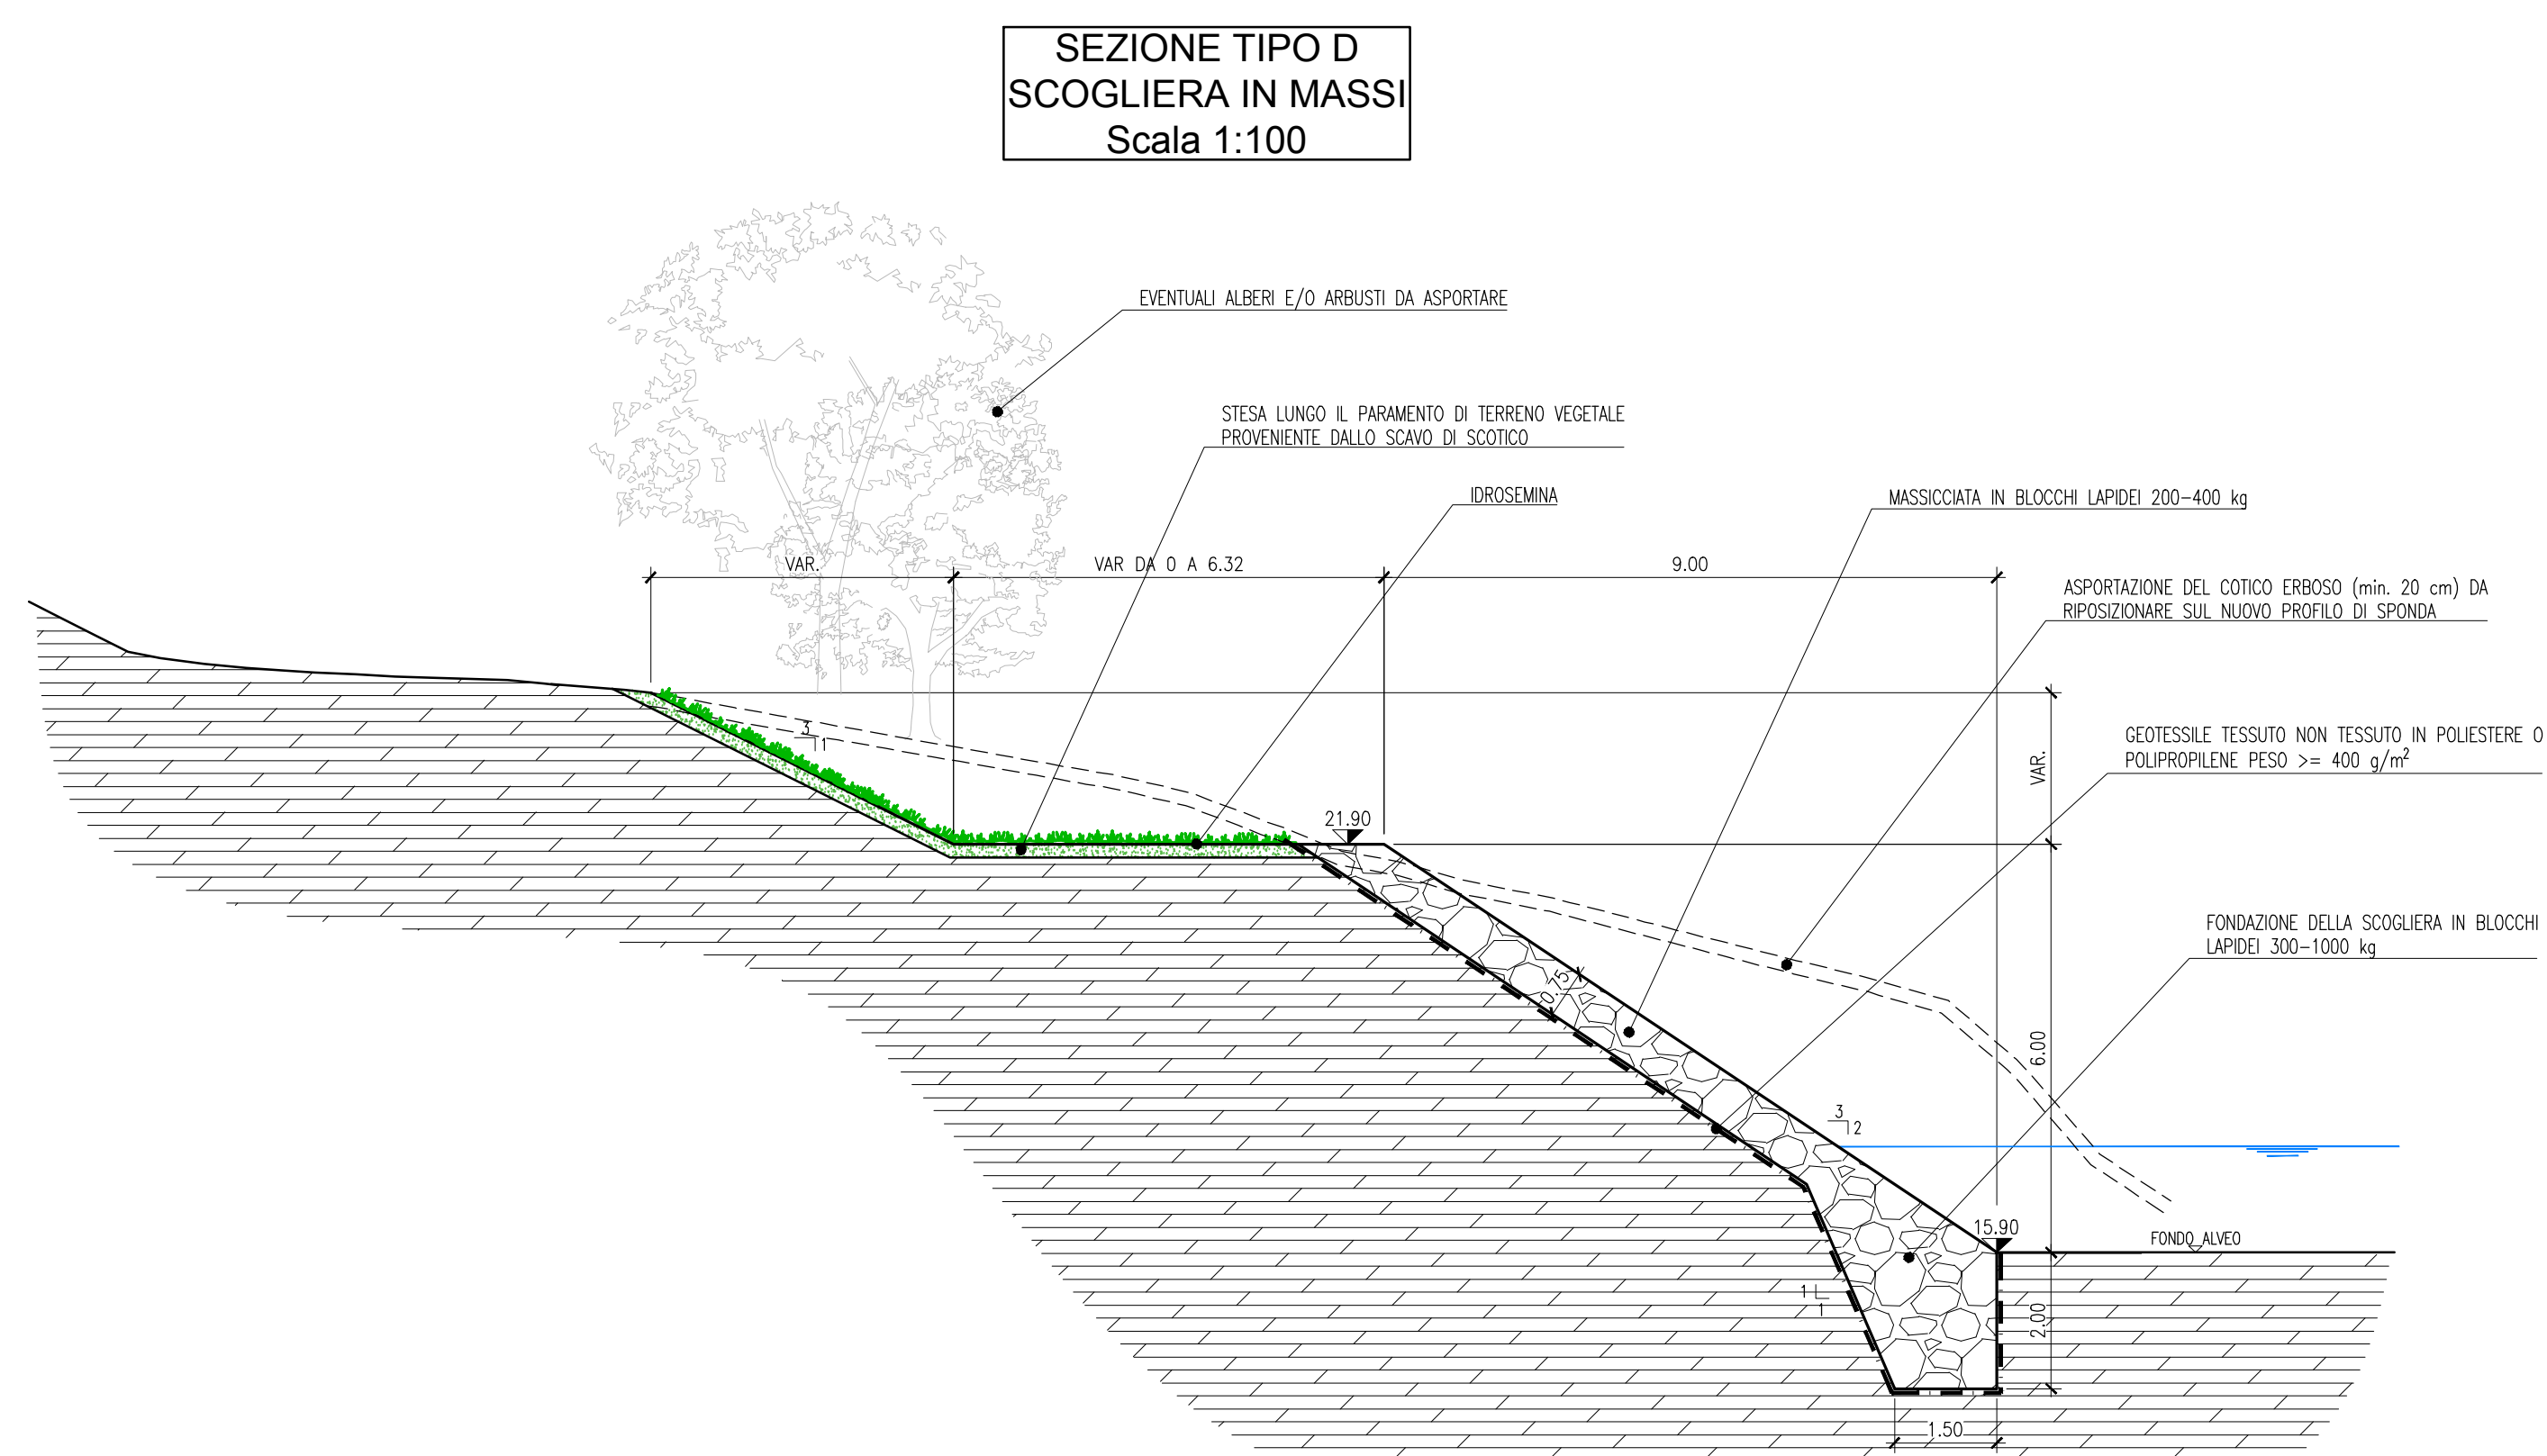 SEZIONE TIPO D
SCOGLIERA IN MASSI
Scala 1:100
EVENTUALI ALBERI E/O ARBUSTI DA ASPORTARE
STESA LUNGO IL PARAMENTO DI TERRENO VEGETALE
PROVENIENTE DALLO SCAVO DI SCOTICO
IDROSEMINA
MASSICCIATA IN BLOCCHI LAPIDEI 200-400 kg
VAR.
VAR DA 0 A 6.32
9.00
ASPORTAZIONE DEL COTICO ERBOSO (min. 20 cm) DA
RIPOSIZIONARE SUL NUOVO PROFILO DI SPONDA
3
1
GEOTESSILE TESSUTO NON TESSUTO IN POLIESTERE O
POLIPROPILENE PESO >= 400 g/m²
VAR.
21.90
FONDAZIONE DELLA SCOGLIERA IN BLOCCHI
LAPIDEI 300-1000 kg
0.75
6.00
3
2
15.90
FONDO ALVEO
1
1
2.00
1.50